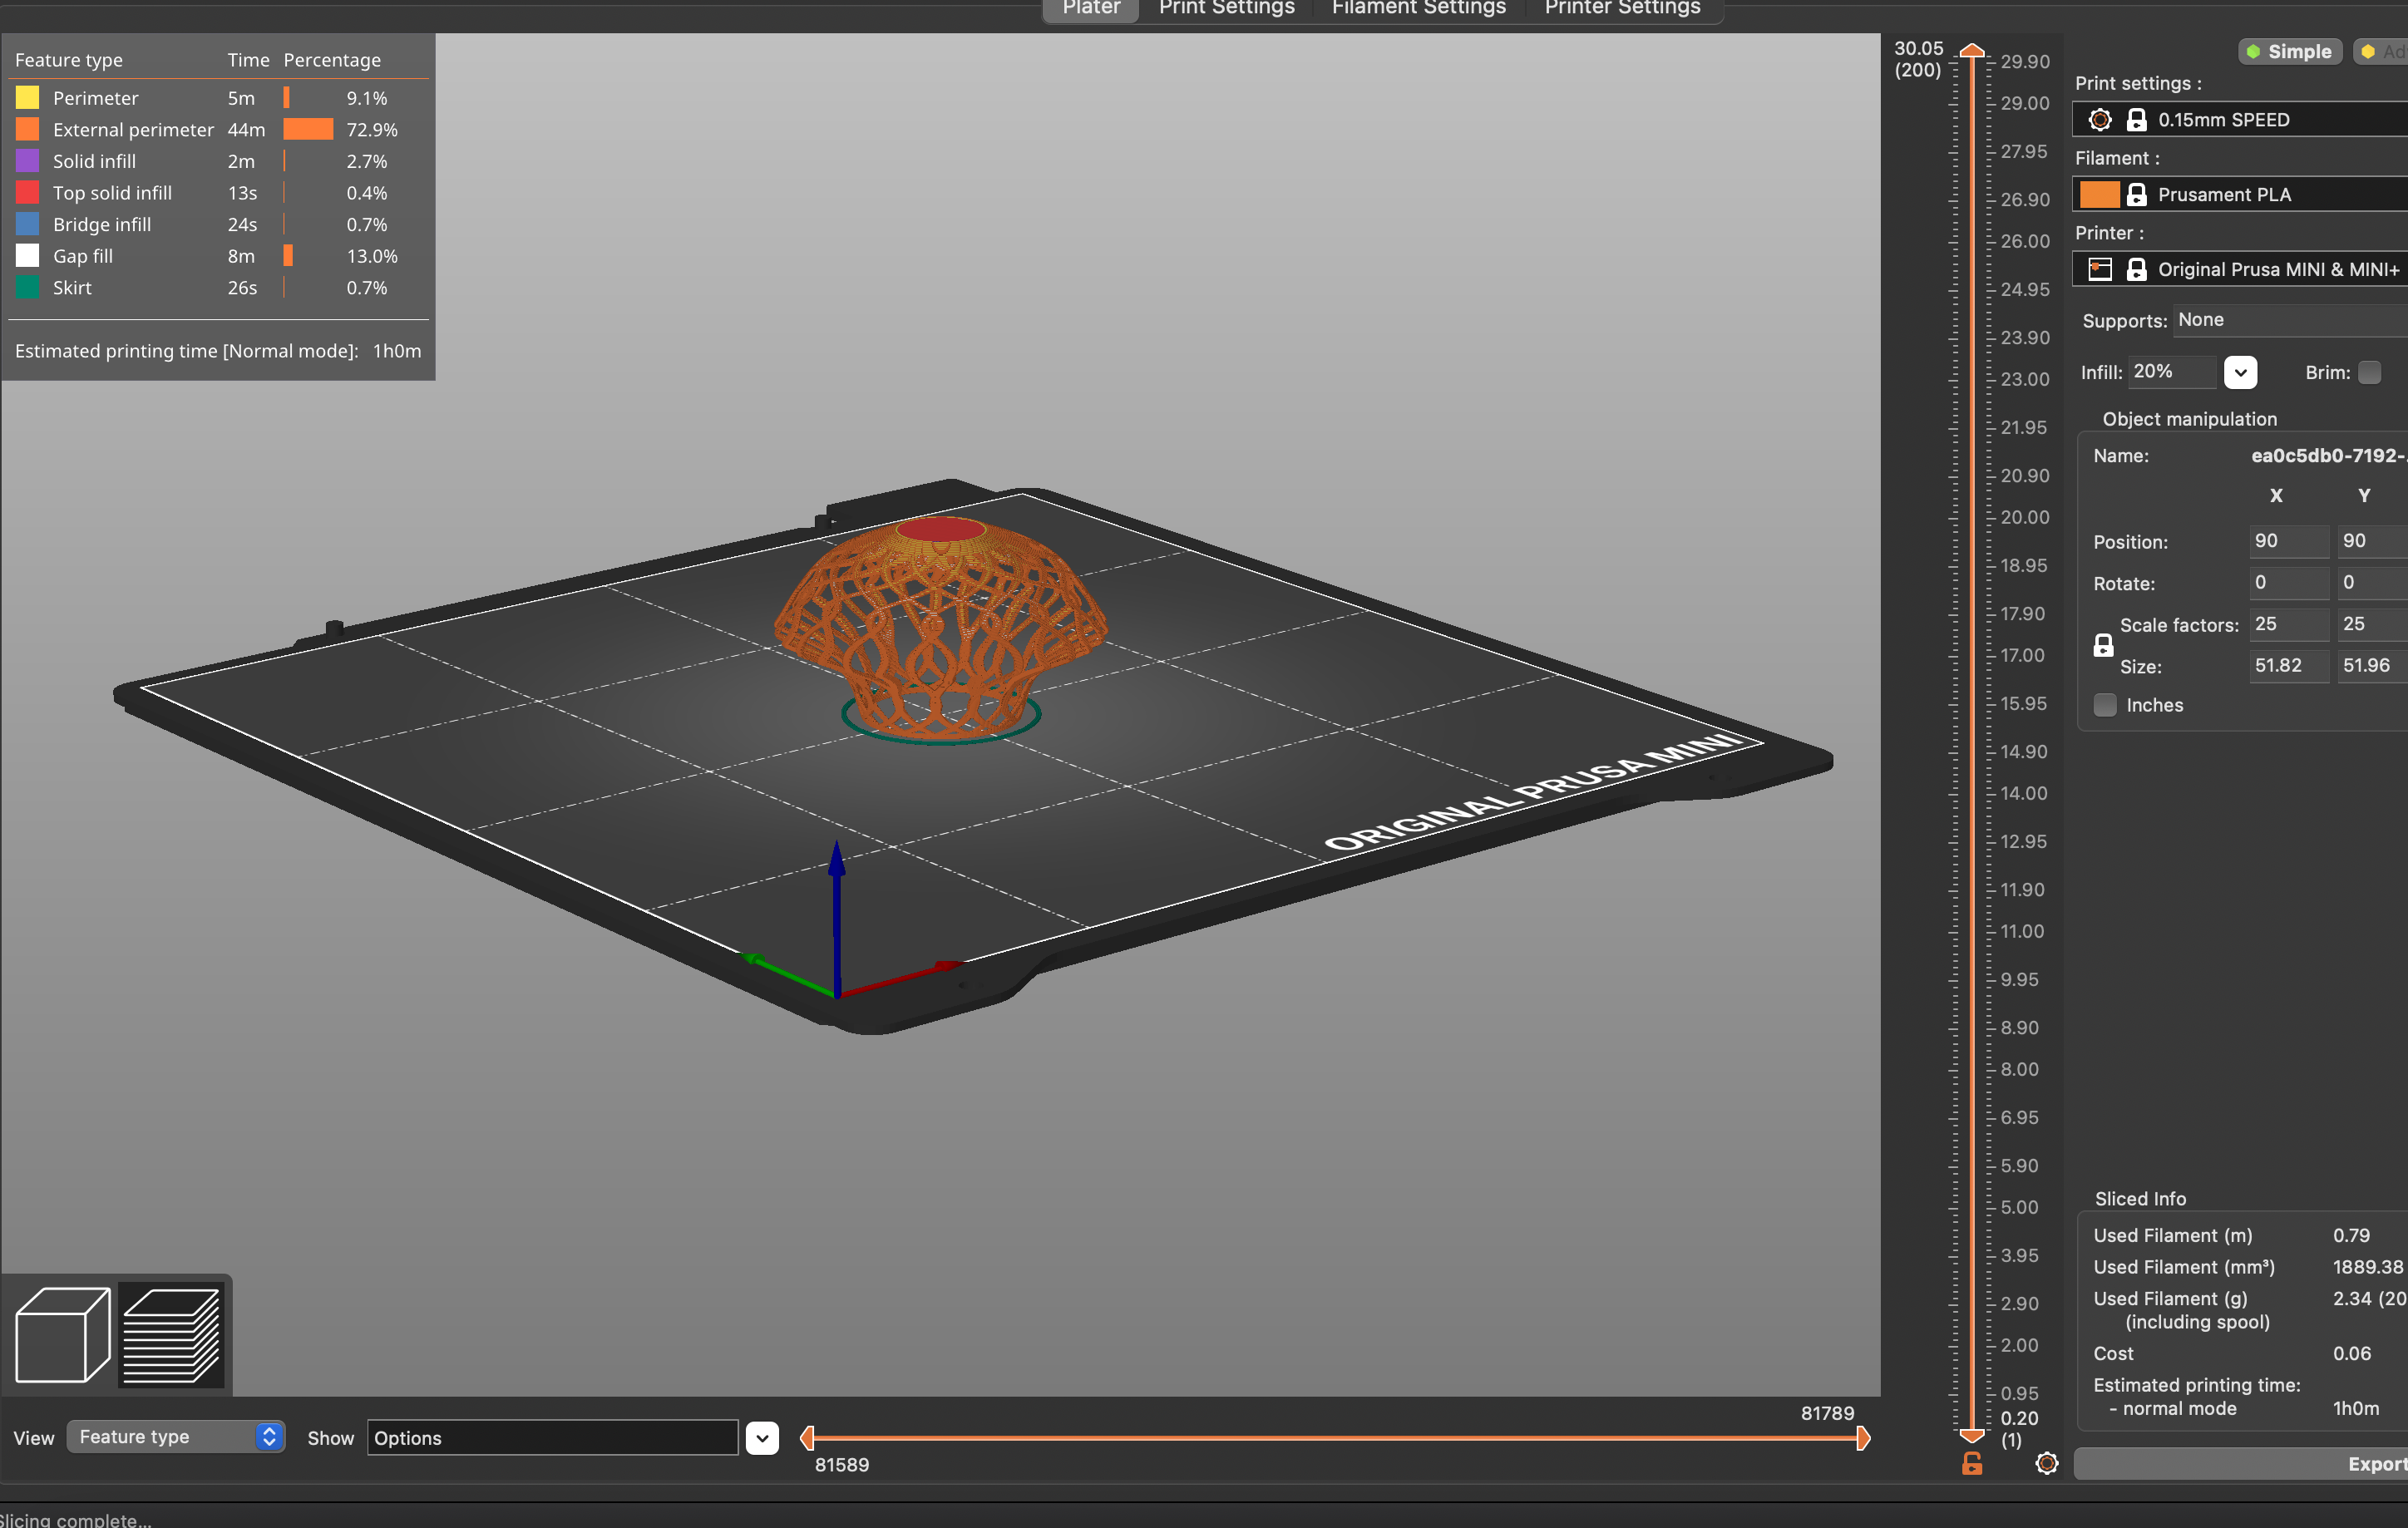 Plater Print Settings Filament Settings Printer Settings
Feature type Time Percentage
Perimeter 5m 9.1%
External perimeter 44m 72.9%
Solid infill 2m 2.7%
Top solid infill 13s 0.4%
Bridge infill 24s 0.7%
Gap fill 8m 13.0%
Skirt 26s 0.7%
Estimated printing time [Normal mode]: 1h0m
ORIGINAL PRUSA MINI
30.05
(200)
29.90
29.00
27.95
26.90
26.00
24.95
23.90
23.00
21.95
20.90
20.00
18.95
17.90
17.00
15.95
14.90
14.00
12.95
11.90
11.00
9.95
8.90
8.00
6.95
5.90
5.00
3.95
2.90
2.00
0.95
0.20
(1)
Simple Ad
Print settings :
0.15mm SPEED
Filament :
Prusament PLA
Printer :
Original Prusa MINI & MINI+
Supports: None
Infill: 20% Brim:
Object manipulation
Name: ea0c5db0-7192-
X Y
Position: 90 90
Rotate: 0 0
Scale factors: 25 25
Size: 51.82 51.96
Inches
Sliced Info
Used Filament (m) 0.79
Used Filament (mm³) 1889.38
Used Filament (g) 2.34 (20
(including spool)
Cost 0.06
Estimated printing time:
- normal mode 1h0m
Export
View Feature type Show Options
81789
81589
Slicing complete...